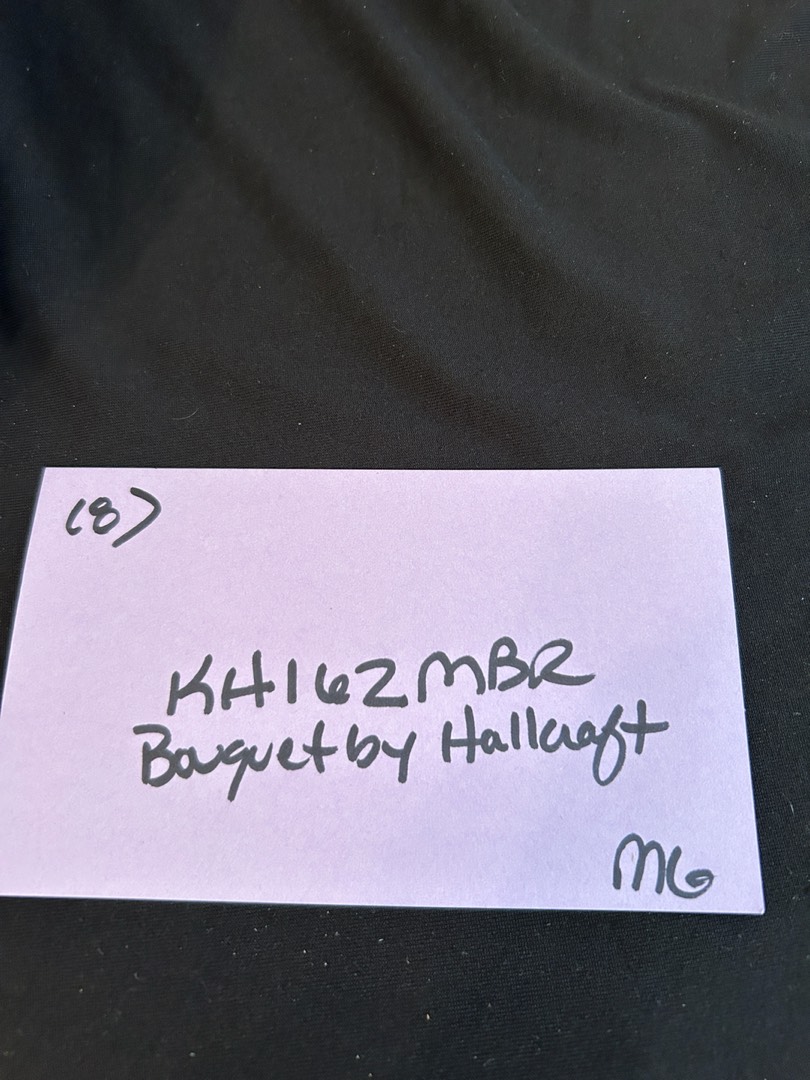 (8)
KH162MBR
Bouquet by Hallcraft
MG